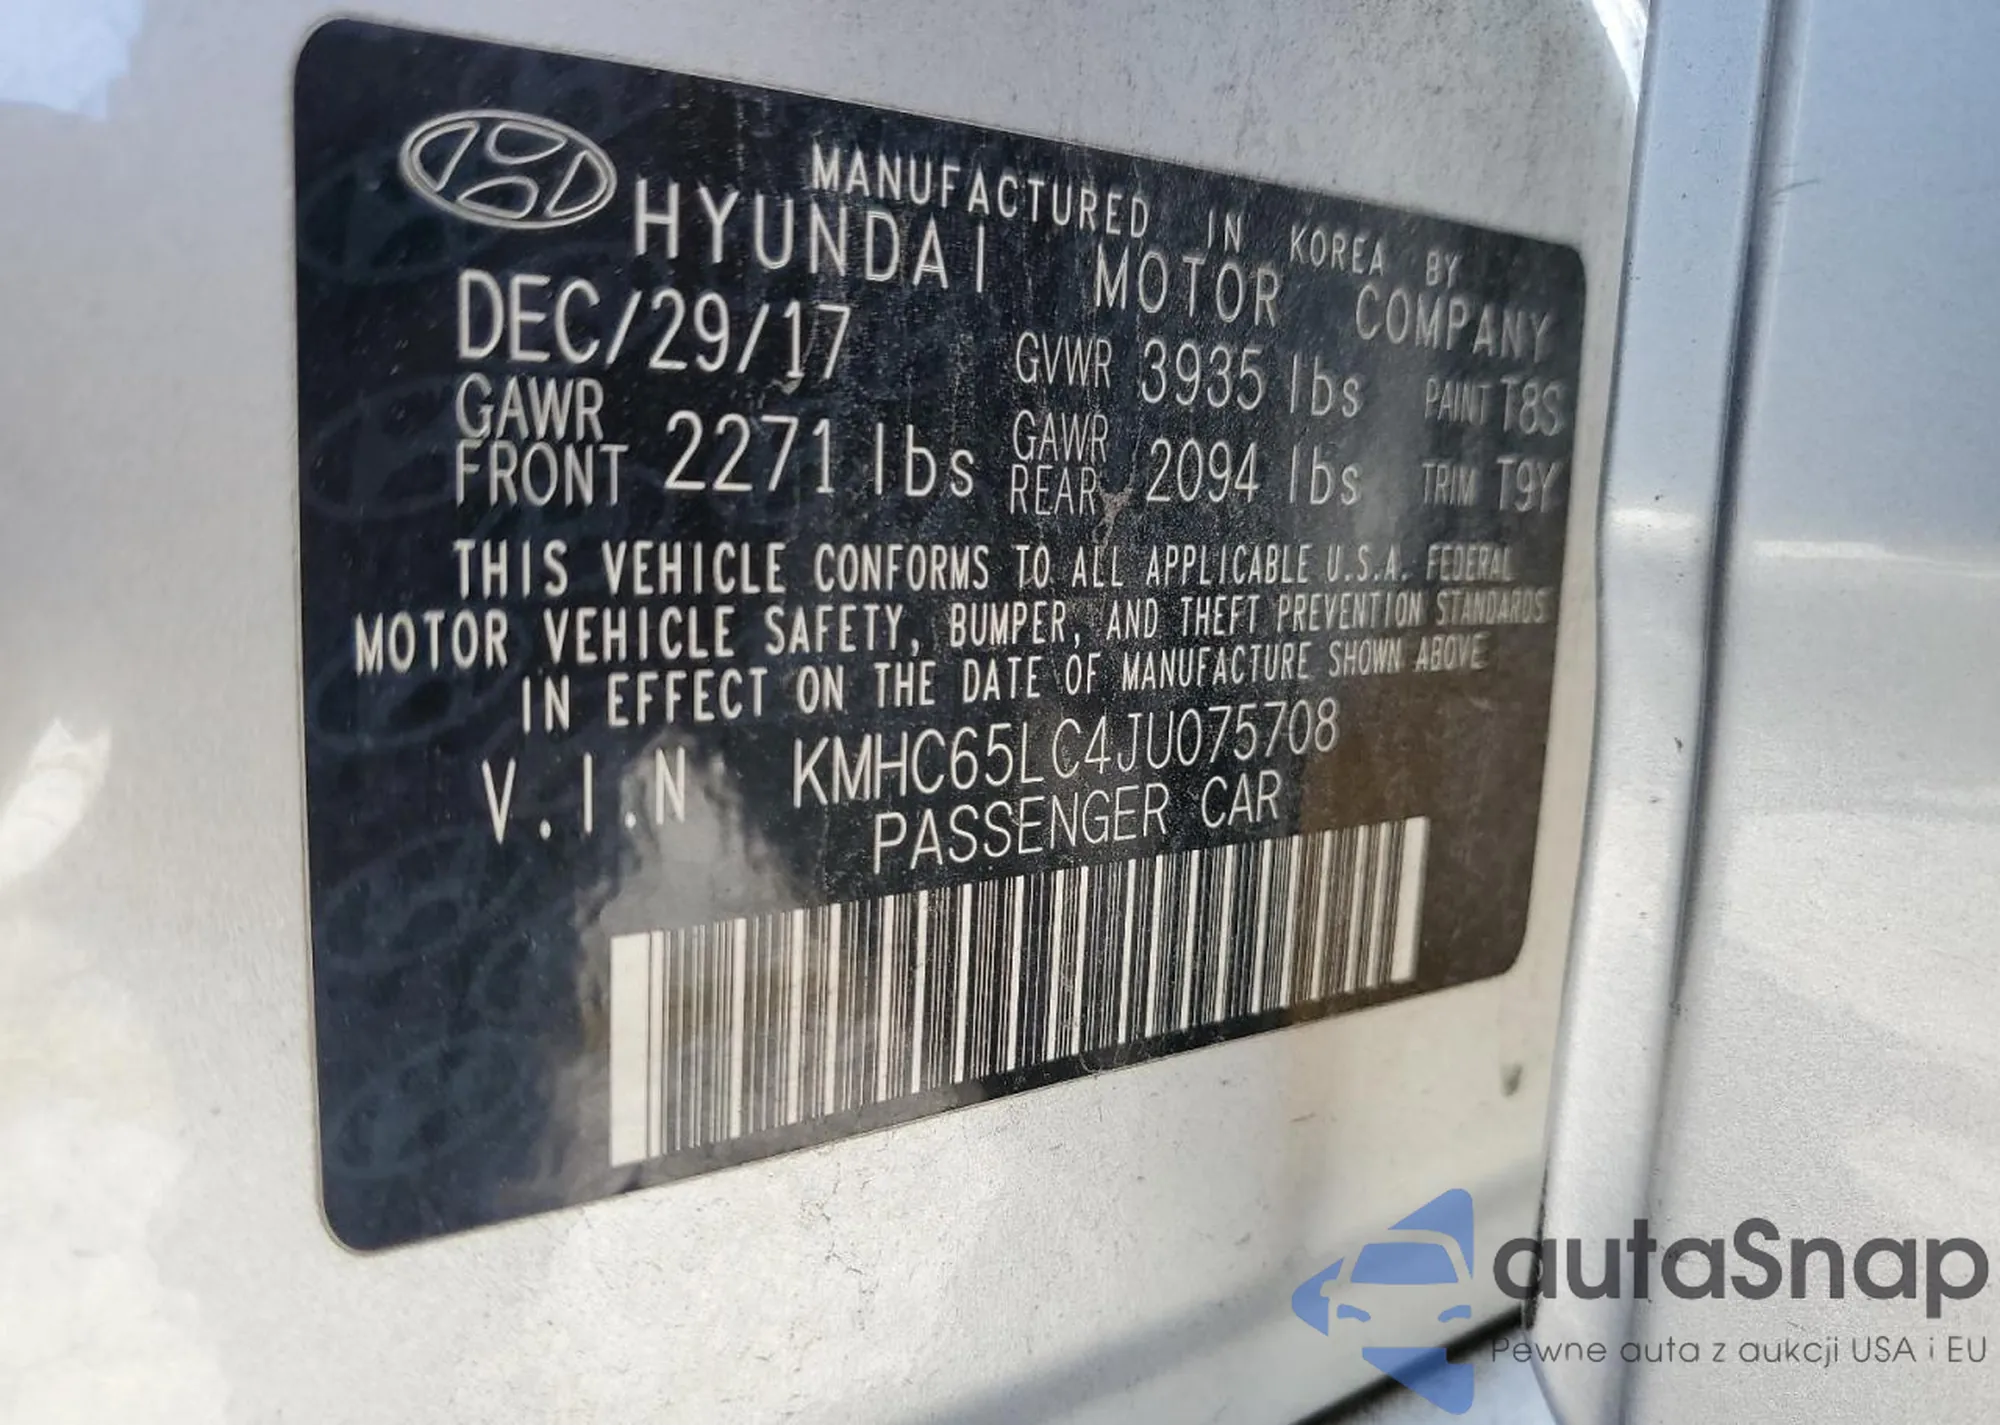 MANUFACTURED IN KOREA BY
HYUNDAI MOTOR COMPANY
DEC/29/17 GVWR 3935 lbs PAINT T8S
GAWR FRONT 2271 lbs GAWR REAR 2094 lbs TRIM T9Y
THIS VEHICLE CONFORMS TO ALL APPLICABLE U.S.A. FEDERAL
MOTOR VEHICLE SAFETY, BUMPER, AND THEFT PREVENTION STANDARDS
IN EFFECT ON THE DATE OF MANUFACTURE SHOWN ABOVE
V.I.N KMHC65LC4JU075708
PASSENGER CAR
autaSnap
Pewne auta z aukcji USA i EU